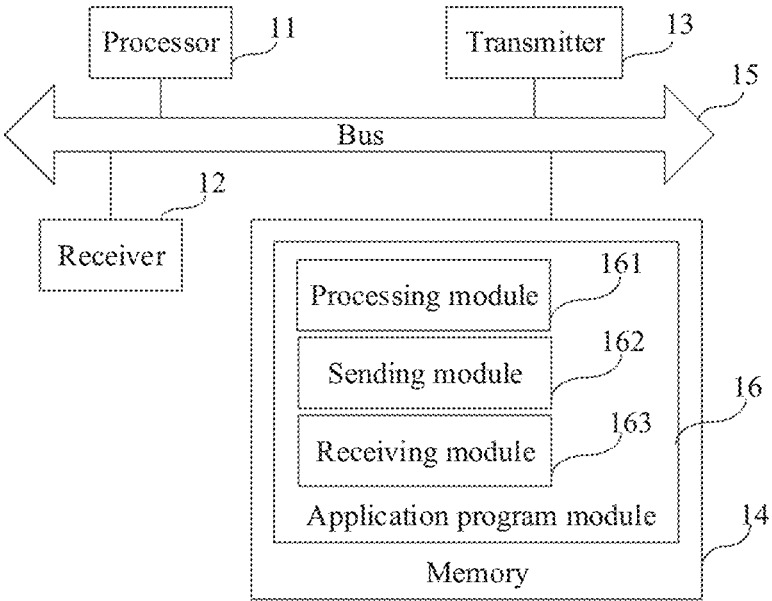 Processor
11
Transmitter
13
15
Bus
12
Receiver
161
Processing module
162
Sending module
16
163
Receiving module
Application program module
14
Memory